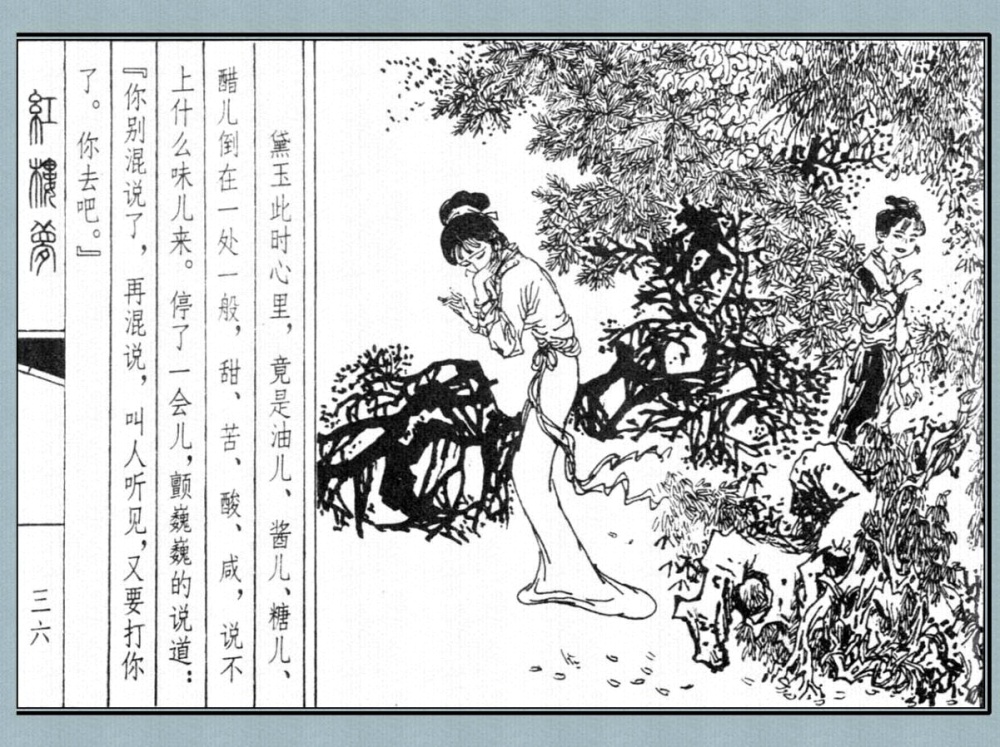 黛玉此时心里，竟是油儿、酱儿、糖儿、
醋儿倒在一处一般，甜、苦、酸、咸，说不
上什么味儿来。停了一会儿，颤巍巍的说道：
『你别混说了，再混说，叫人听见，又要打你
了。你去吧。』
紅樓夢
三六